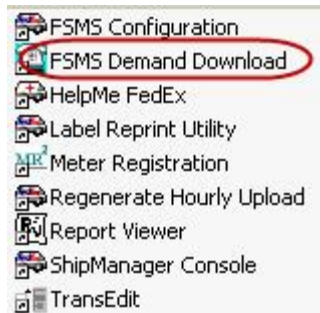 FSMS Configuration
FSMS Demand Download
HelpMe FedEx
Label Reprint Utility
MR² Meter Registration
Regenerate Hourly Upload
Report Viewer
ShipManager Console
TransEdit